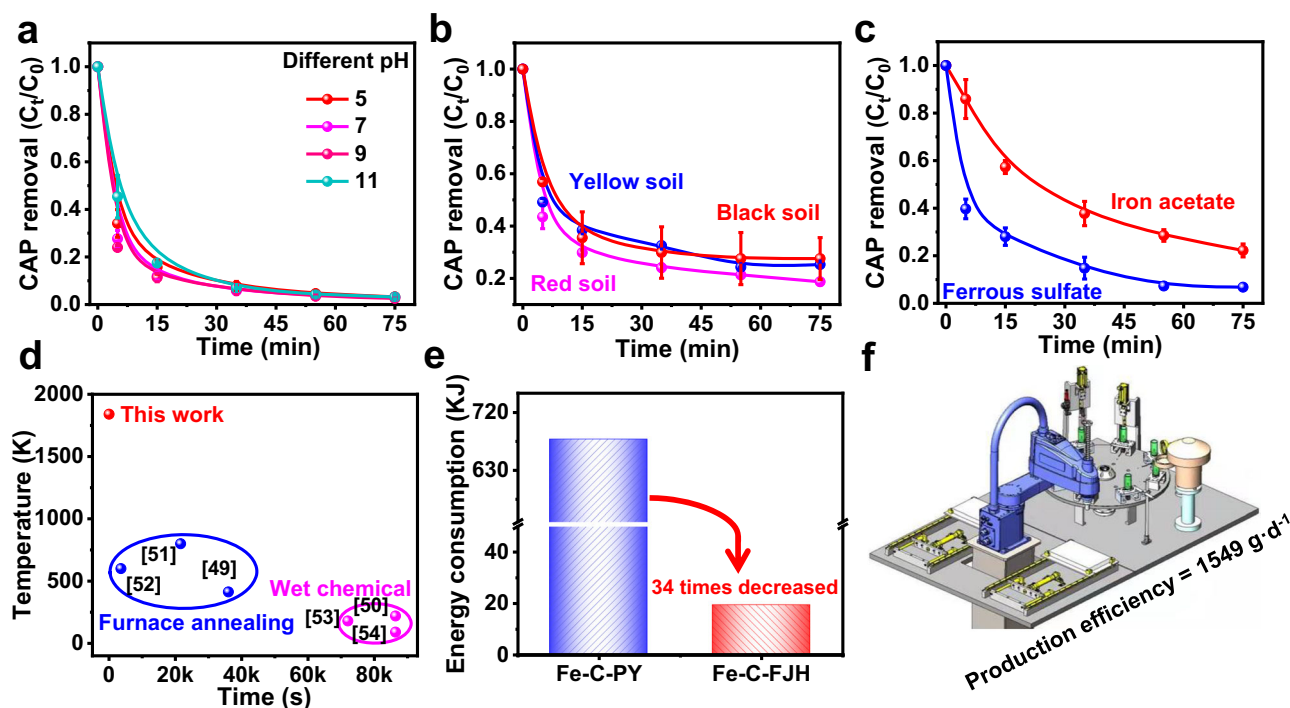 a
CAP removal (Cₜ/C₀)
1.0
0.8
0.6
0.4
0.2
0.0
Different pH
5
7
9
11
0 15 30 45 60 75
Time (min)
b
CAP removal (Cₜ/C₀)
1.0
0.8
0.6
0.4
0.2
Yellow soil
Black soil
Red soil
0 15 30 45 60 75
Time (min)
c
CAP removal (Cₜ/C₀)
1.0
0.8
0.6
0.4
0.2
0.0
Iron acetate
Ferrous sulfate
0 15 30 45 60 75
Time (min)
d
Temperature (K)
2000
1500
1000
500
0
This work
[51]
[49]
[52]
Furnace annealing
Wet chemical
[50]
[53]
[54]
0 20k 40k 60k 80k
Time (s)
e
Energy consumption (KJ)
720
630
40
20
0
34 times decreased
Fe-C-PY Fe-C-FJH
f
Production efficiency = 1549 g·d⁻¹